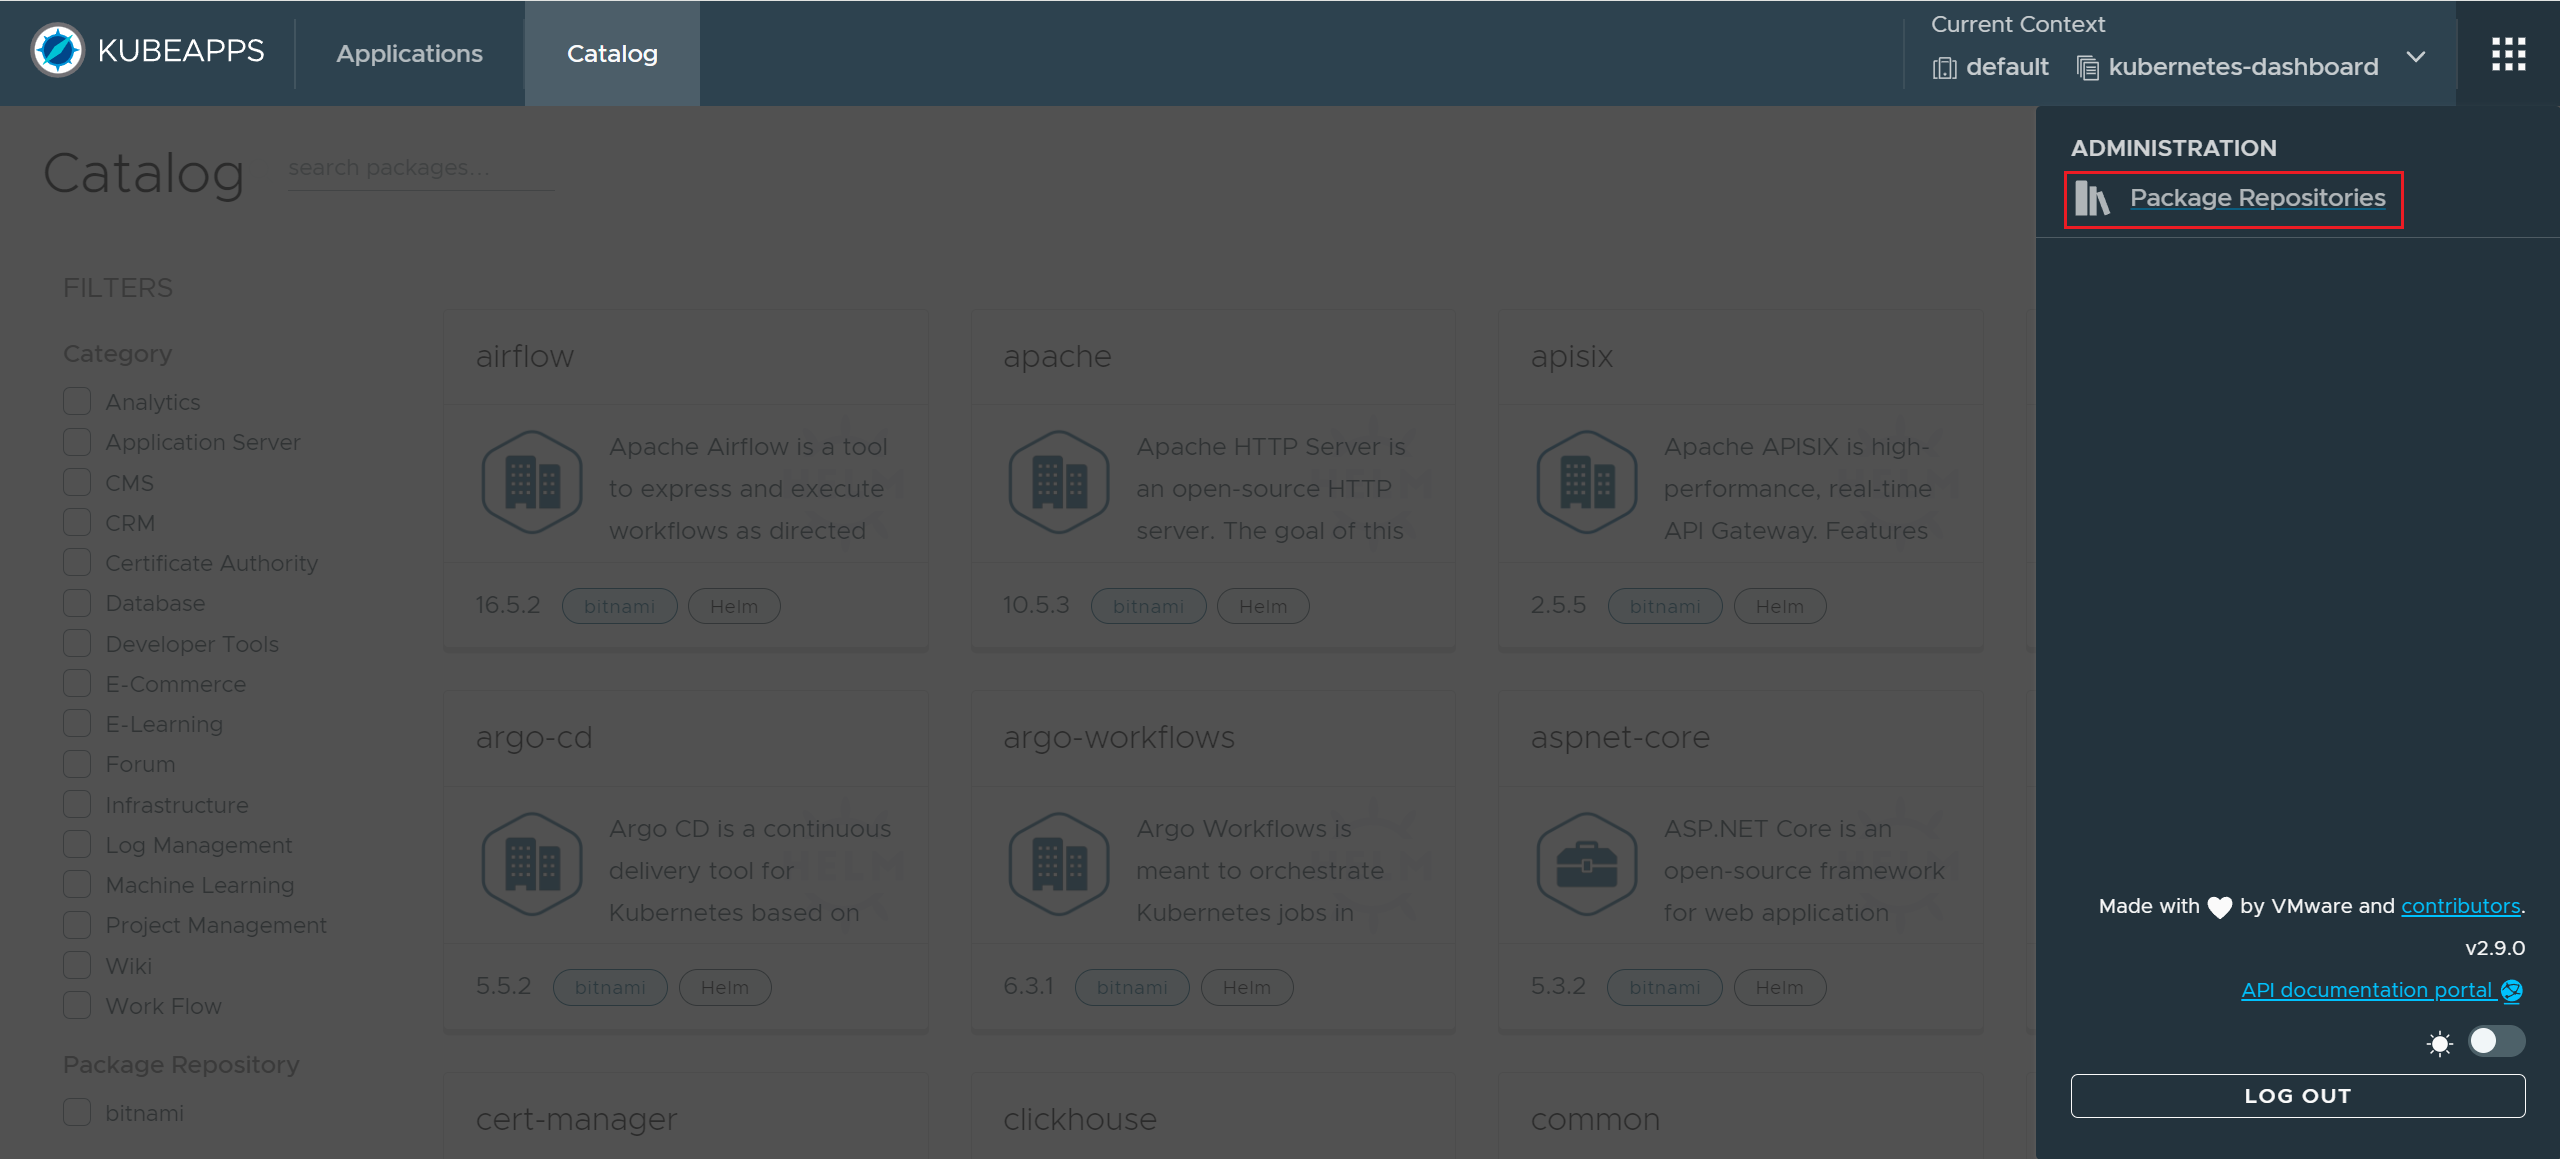 KUBEAPPS
Applications
Catalog
Current Context
default
kubernetes-dashboard
ADMINISTRATION
Package Repositories
Catalog
search packages...
FILTERS
Category
Analytics
Application Server
CMS
CRM
Certificate Authority
Database
Developer Tools
E-Commerce
E-Learning
Forum
Infrastructure
Log Management
Machine Learning
Project Management
Wiki
Work Flow
Package Repository
bitnami
airflow
Apache Airflow is a tool
to express and execute
workflows as directed
16.5.2 bitnami Helm
apache
Apache HTTP Server is
an open-source HTTP
server. The goal of this
10.5.3 bitnami Helm
apisix
Apache APISIX is high-
performance, real-time
API Gateway. Features
2.5.5 bitnami Helm
argo-cd
Argo CD is a continuous
delivery tool for
Kubernetes based on
5.5.2 bitnami Helm
argo-workflows
Argo Workflows is
meant to orchestrate
Kubernetes jobs in
6.3.1 bitnami Helm
aspnet-core
ASP.NET Core is an
open-source framework
for web application
5.3.2 bitnami Helm
cert-manager
clickhouse
common
Made with by VMware and contributors.
v2.9.0
API documentation portal
LOG OUT